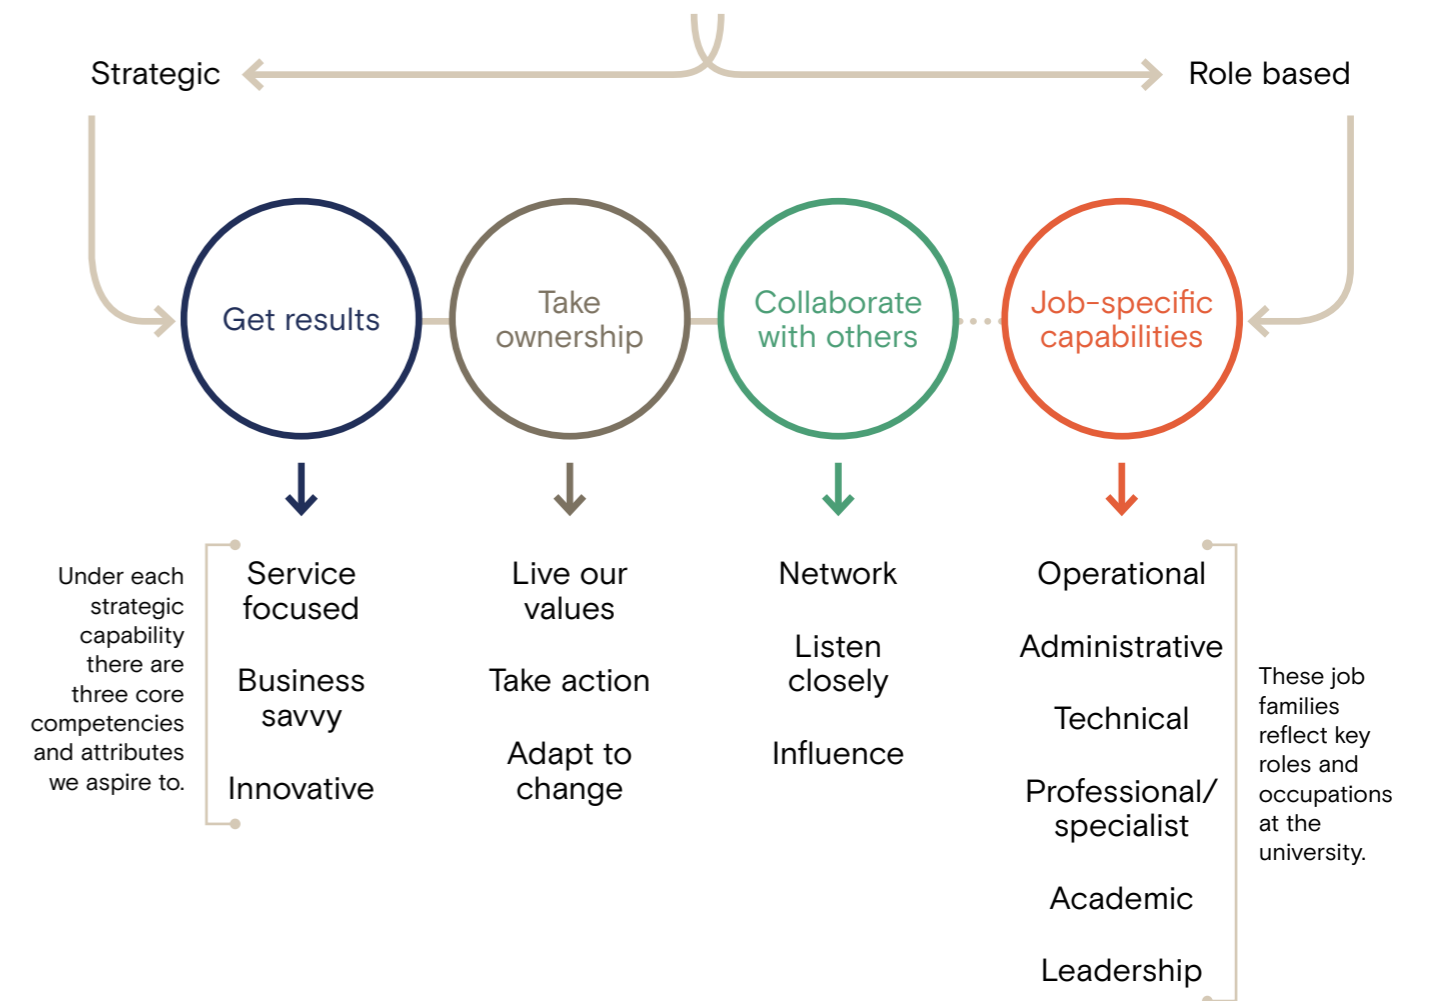 Strategic
Role based
Get results
Take
ownership
Collaborate
with others
Job-specific
capabilities
Under each
strategic
capability
there are
three core
competencies
and attributes
we aspire to.
Service
focused
Business
savvy
Innovative
Live our
values
Take action
Adapt to
change
Network
Listen
closely
Influence
Operational
Administrative
Technical
Professional/
specialist
Academic
Leadership
These job
families
reflect key
roles and
occupations
at the
university.